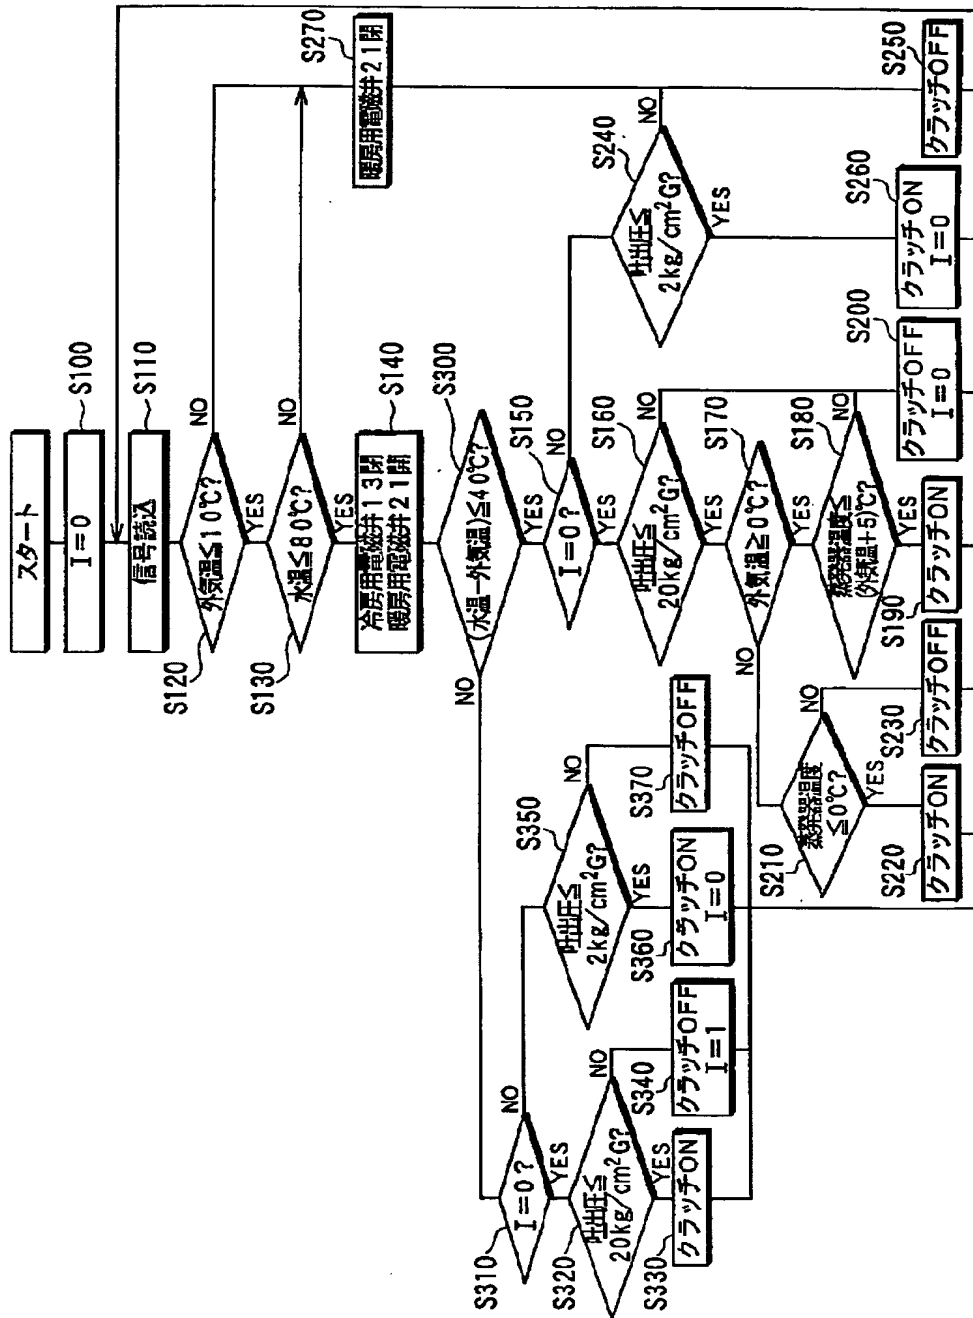 スタート
I=0
S100
信号読込
S110
外気温≦10℃?
S120
NO
YES
水温≦80℃?
S130
NO
YES
暖房用電磁弁21閉
S270
冷房用電磁弁13閉
暖房用電磁弁21開
S140
(水温−外気温)≦40℃?
S300
NO
YES
I=0?
S150
NO
YES
吐出圧≦
20kg/cm²G?
S160
NO
YES
外気温≧0℃?
S170
NO
YES
蒸発器温度≦
(外気温+5)℃?
S180
NO
YES
S190
クラッチON
S200
クラッチOFF
I=0
蒸発器温度
≦0℃?
S210
NO
YES
S220
クラッチON
S230
クラッチOFF
吐出圧≦
2kg/cm²G?
S240
NO
YES
S250
クラッチOFF
S260
クラッチON
I=0
I=0?
S310
NO
YES
吐出圧≦
20kg/cm²G?
S320
NO
YES
S330
クラッチON
S340
クラッチOFF
I=1
吐出圧≦
2kg/cm²G?
S350
NO
YES
S360
クラッチON
I=0
S370
クラッチOFF